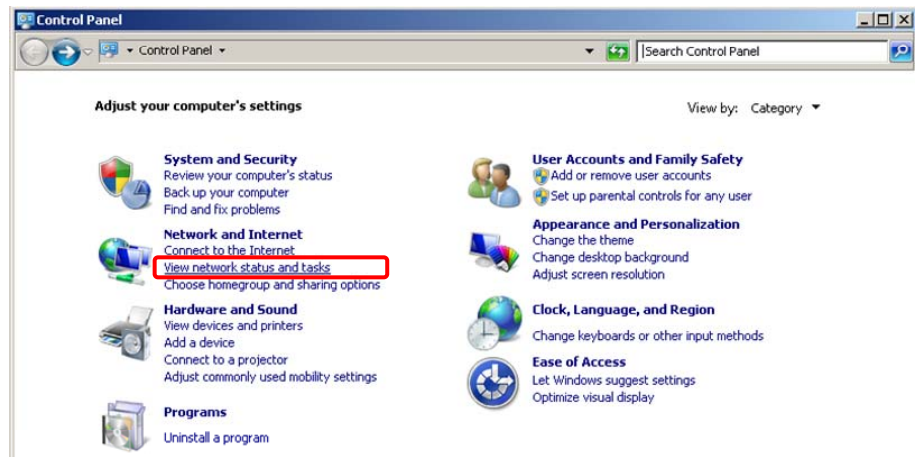 Control Panel
Control Panel
Search Control Panel
Adjust your computer's settings
View by: Category
System and Security
Review your computer's status
Back up your computer
Find and fix problems
Network and Internet
Connect to the Internet
View network status and tasks
Choose homegroup and sharing options
Hardware and Sound
View devices and printers
Add a device
Connect to a projector
Adjust commonly used mobility settings
Programs
Uninstall a program
User Accounts and Family Safety
Add or remove user accounts
Set up parental controls for any user
Appearance and Personalization
Change the theme
Change desktop background
Adjust screen resolution
Clock, Language, and Region
Change keyboards or other input methods
Ease of Access
Let Windows suggest settings
Optimize visual display